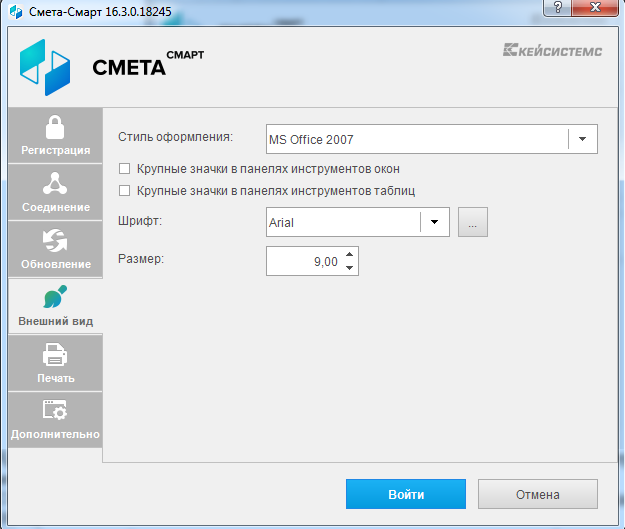 Смета-Смарт 16.3.0.18245
СМЕТА СМАРТ
КЕЙСИСТЕМС
Регистрация
Соединение
Обновление
Внешний вид
Печать
Дополнительно
Стиль оформления:
MS Office 2007
Крупные значки в панелях инструментов окон
Крупные значки в панелях инструментов таблиц
Шрифт:
Arial
...
Размер:
9,00
Войти
Отмена